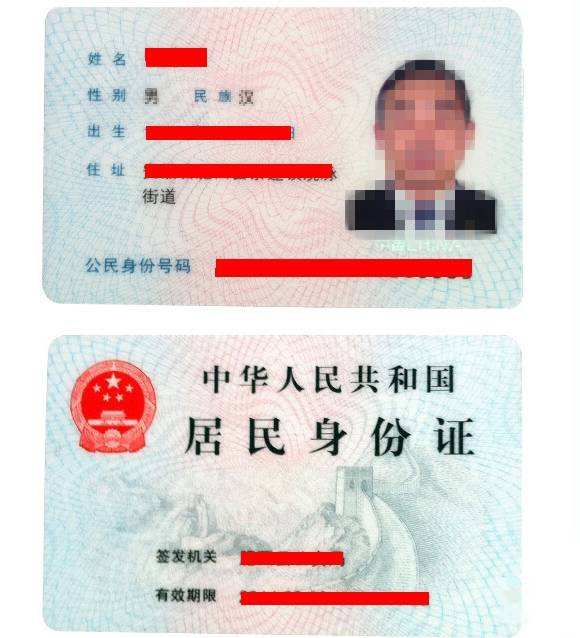 姓名
性别 男 民族 汉
出生
住址
街道
公民身份号码
中华人民共和国
居民身份证
签发机关
有效期限